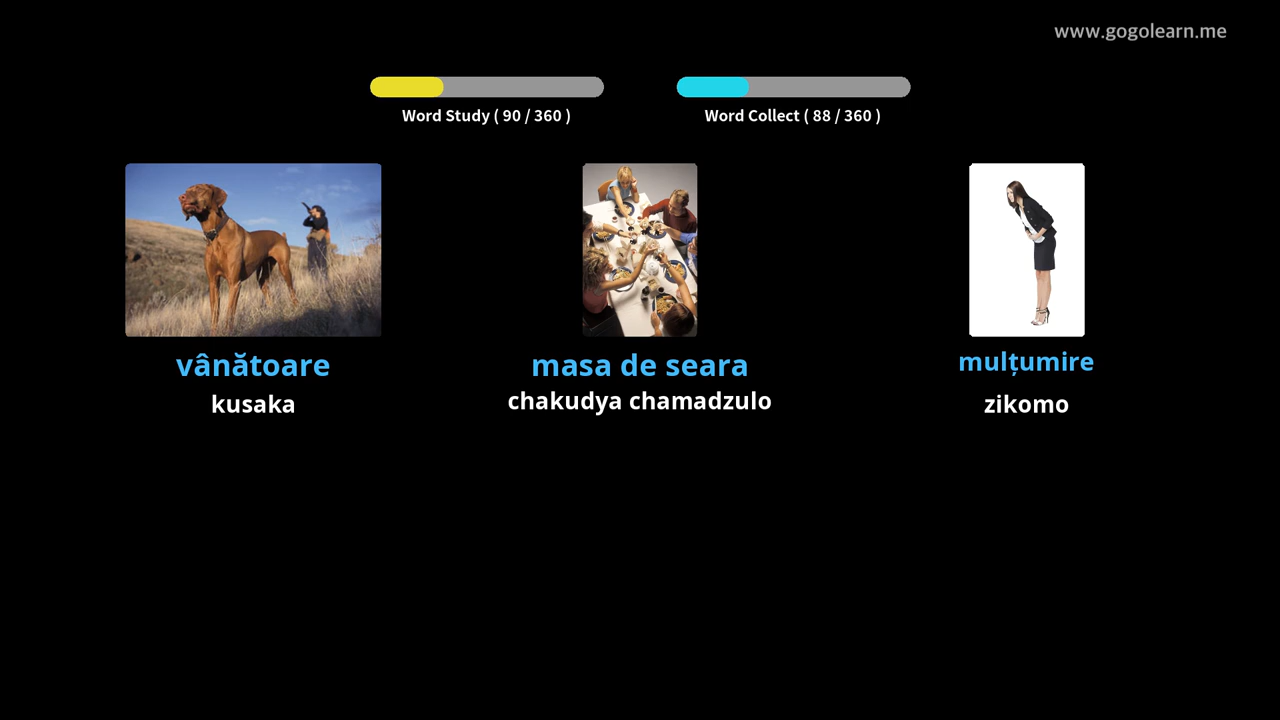 www.gogolearn.me
Word Study ( 90 / 360 )
Word Collect ( 88 / 360 )
vânătoare
kusaka
masa de seara
chakudya chamadzulo
mulțumire
zikomo